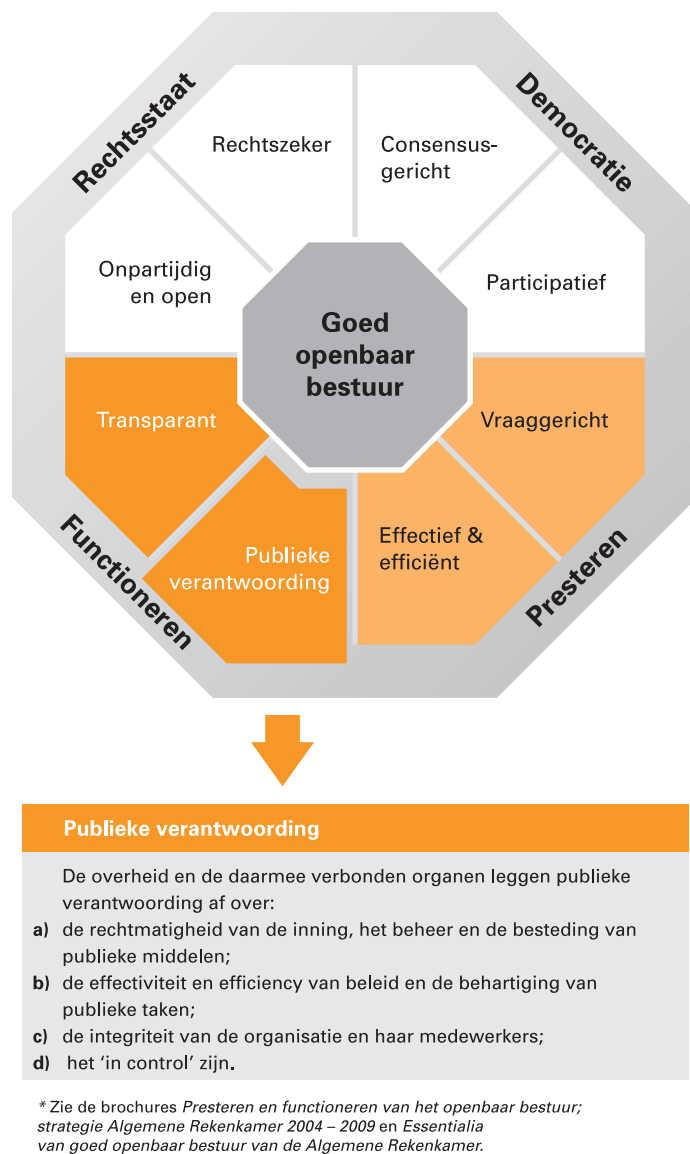 Rechtsstaat
Democratie
Rechtszeker
Consensus-
gericht
Onpartijdig
en open
Participatief
Goed
openbaar
bestuur
Transparant
Vraaggericht
Publieke
verantwoording
Effectief &
efficiënt
Functioneren
Presteren
Publieke verantwoording
De overheid en de daarmee verbonden organen leggen publieke
verantwoording af over:
a) de rechtmatigheid van de inning, het beheer en de besteding van
publieke middelen;
b) de effectiviteit en efficiency van beleid en de behartiging van
publieke taken;
c) de integriteit van de organisatie en haar medewerkers;
d) het ‘in control’ zijn.
* Zie de brochures Presteren en functioneren van het openbaar bestuur;
strategie Algemene Rekenkamer 2004 – 2009 en Essentialia
van goed openbaar bestuur van de Algemene Rekenkamer.